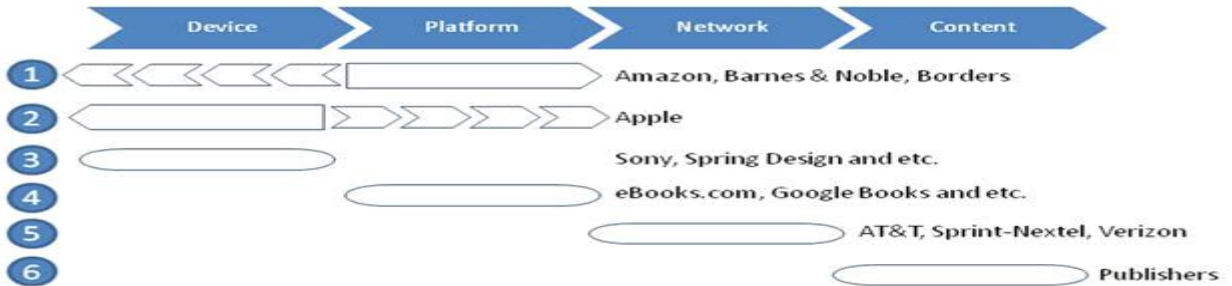 Device Platform Network Content
1 Amazon, Barnes & Noble, Borders
2 Apple
3 Sony, Spring Design and etc.
4 eBooks.com, Google Books and etc.
5 AT&T, Sprint-Nextel, Verizon
6 Publishers